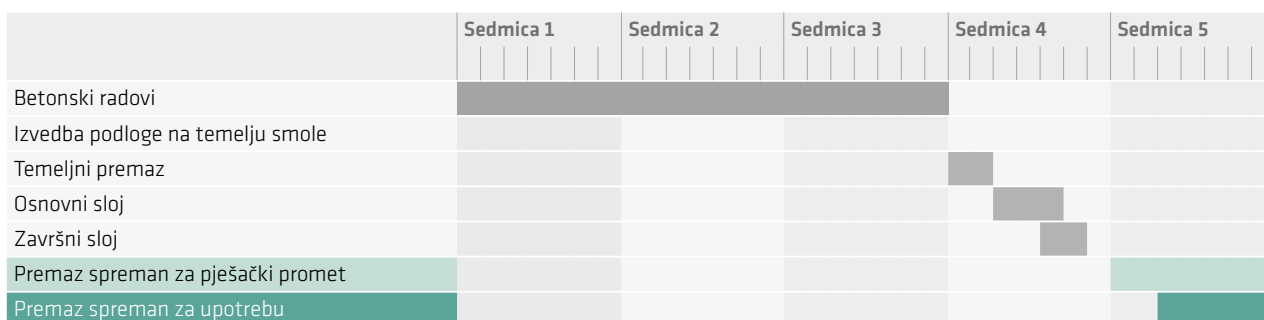 Sedmica 1 Sedmica 2 Sedmica 3 Sedmica 4 Sedmica 5
Betonski radovi
Izvedba podloge na temelju smole
Temeljni premaz
Osnovni sloj
Završni sloj
Premaz spreman za pješački promet
Premaz spreman za upotrebu